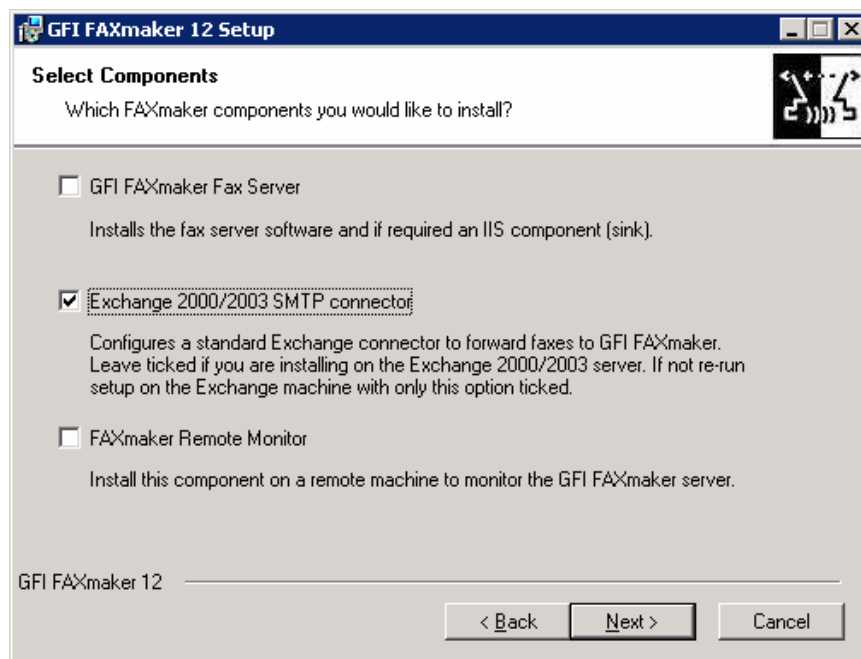 GFI FAXmaker 12 Setup
Select Components
Which FAXmaker components you would like to install?
GFI FAXmaker Fax Server
Installs the fax server software and if required an IIS component (sink).
Exchange 2000/2003 SMTP connector
Configures a standard Exchange connector to forward faxes to GFI FAXmaker.
Leave ticked if you are installing on the Exchange 2000/2003 server. If not re-run
setup on the Exchange machine with only this option ticked.
FAXmaker Remote Monitor
Install this component on a remote machine to monitor the GFI FAXmaker server.
GFI FAXmaker 12
< Back
Next >
Cancel